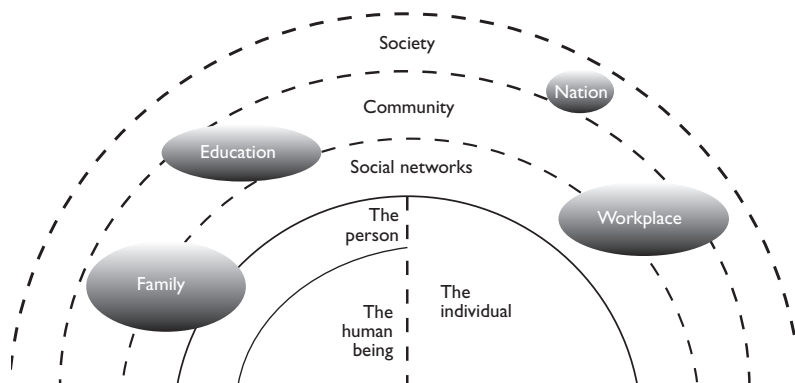 Society
Nation
Community
Education
Social networks
The
person
Workplace
Family
The
individual
The
human
being